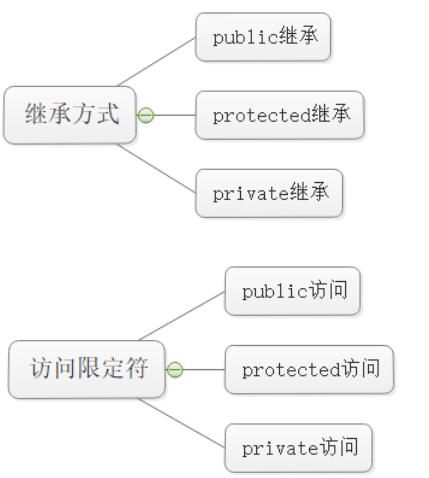 public继承
继承方式
protected继承
private继承
public访问
访问限定符
protected访问
private访问